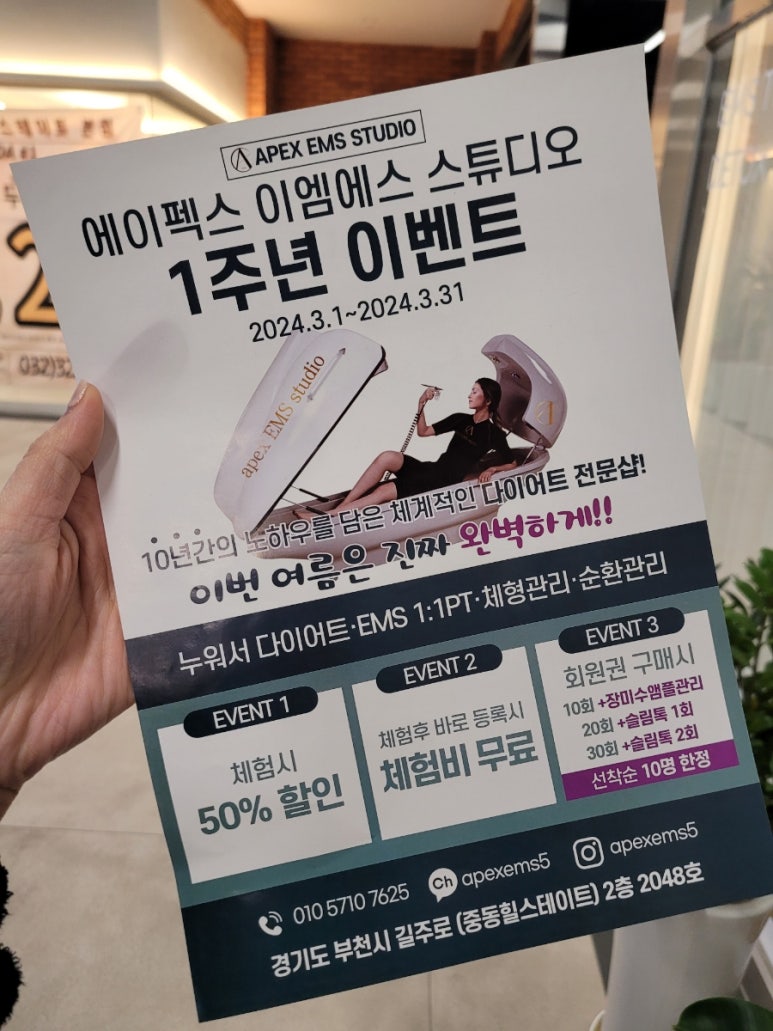 APEX EMS STUDIO
에이펙스 이엠에스 스튜디오
1주년 이벤트
2024.3.1~2024.3.31
apex EMS studio
10년간의 노하우를 담은 체계적인 다이어트 전문샵!
이번 여름은 진짜 완벽하게!!
누워서 다이어트·EMS 1:1PT·체형관리·순환관리
EVENT 1
체험시
50% 할인
EVENT 2
체험후 바로 등록시
체험비 무료
EVENT 3
회원권 구매시
10회 +장미수앰플관리
20회 +슬림톡 1회
30회 +슬림톡 2회
선착순 10명 한정
010 5710 7625 Ch apexems5 apexems5
경기도 부천시 길주로 (중동힐스테이트) 2층 2048호
2
032)32